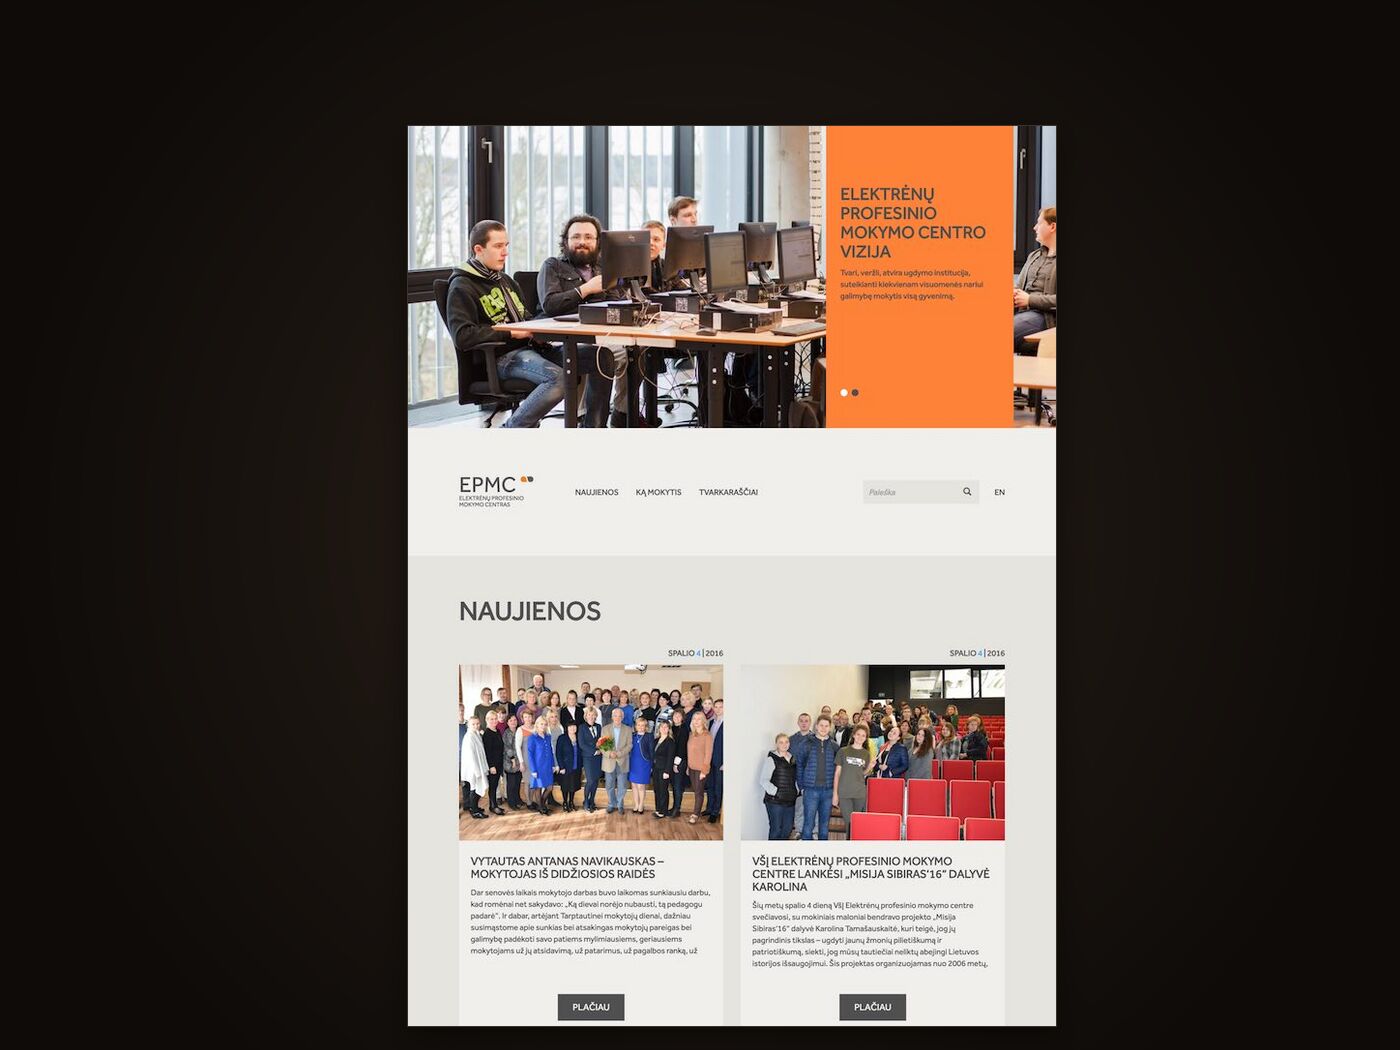 ELEKTRĖNŲ
PROFESINIO
MOKYMO CENTRO
VIZIJA
Tvari, veržli, atvira ugdymo institucija,
suteikianti kiekvienam visuomenės nariui
galimybę mokytis visą gyvenimą.
EPMC
ELEKTRĖNŲ PROFESINIO
MOKYMO CENTRAS
NAUJIENOS KĄ MOKYTIS TVARKARAŠČIAI Paieška EN
NAUJIENOS
SPALIO 4 | 2016
VYTAUTAS ANTANAS NAVIKAUSKAS –
MOKYTOJAS IŠ DIDŽIOSIOS RAIDĖS
Dar senovės laikais mokytojo darbas buvo laikomas sunkiausiu darbu,
kad romėnai net sakydavo: „Ką dievai norėjo nubausti, tą pedagogu
padarė". Ir dabar, artėjant Tarptautinei mokytojų dienai, dažniau
susimąstome apie sunkias bei atsakingas mokytojų pareigas bei
galimybę padėkoti savo patiems mylimiausiems, geriausiems
mokytojams už jų atsidavimą, už patarimus, už pagalbos ranką, už
PLAČIAU
SPALIO 4 | 2016
VŠĮ ELEKTRĖNŲ PROFESINIO MOKYMO
CENTRE LANKĖSI „MISIJA SIBIRAS'16" DALYVĖ
KAROLINA
Šių metų spalio 4 dieną VšĮ Elektrėnų profesinio mokymo centre
svečiavosi, su mokiniais maloniai bendravo projekto „Misija
Sibiras'16" dalyvė Karolina Tamašauskaitė, kuri teigė, jog jų
pagrindinis tikslas – ugdyti jaunų žmonių pilietiškumą ir
patriotiškumą, siekti, jog mūsų tautiečiai neliktų abejingi Lietuvos
istorijos išsaugojimui. Šis projektas organizuojamas nuo 2006 metų,
PLAČIAU